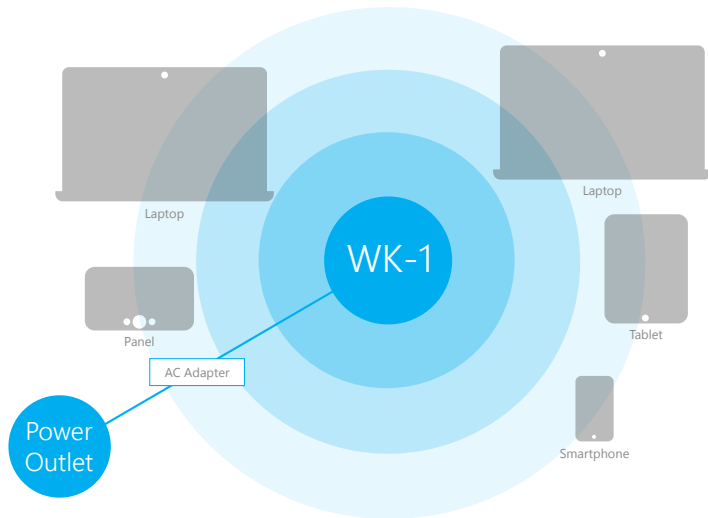 Laptop
Laptop
WK-1
Panel
Tablet
AC Adapter
Power
Outlet
Smartphone